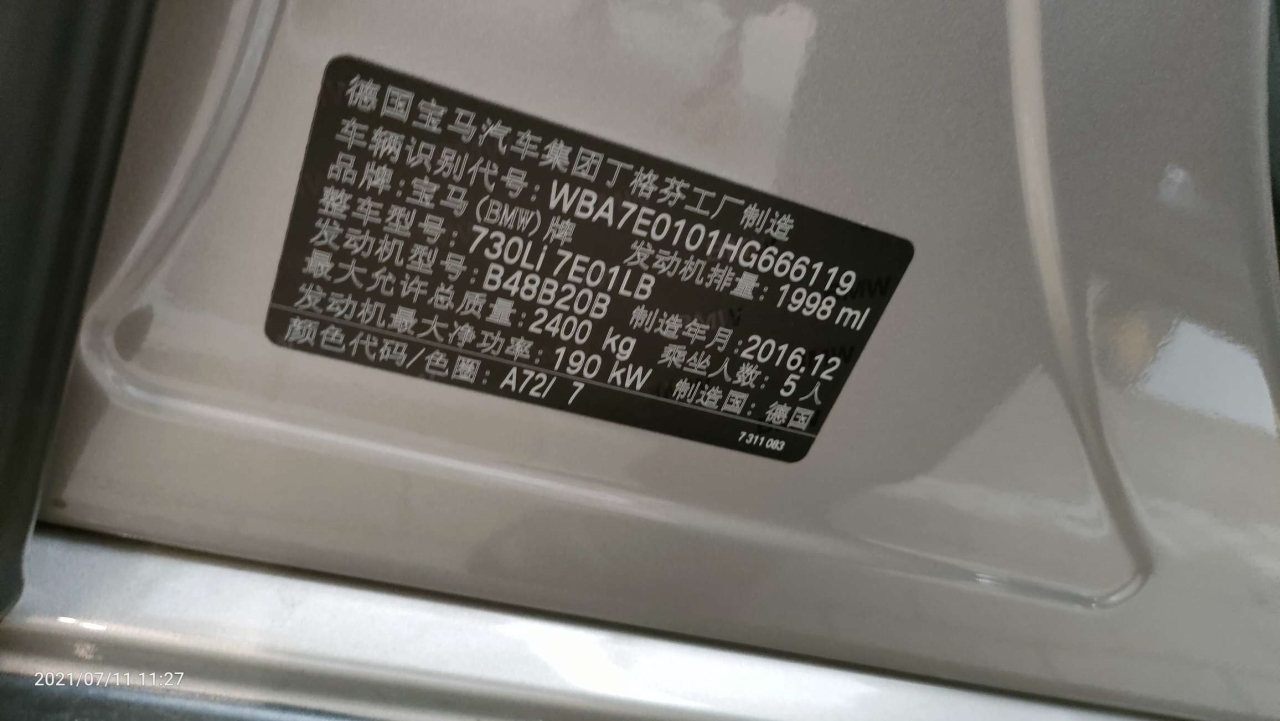 德国宝马汽车集团丁格芬工厂制造
车辆识别代号: WBA7E0101HG666119
品牌: 宝马(BMW)牌 发动机排量: 1998 ml
整车型号: 730Li 7E01LB
发动机型号: B48B20B 制造年月: 2016.12
最大允许总质量: 2400 kg 乘坐人数: 5 人
发动机最大净功率: 190 kW 制造国: 德国
颜色代码/色圈: A72/ 7
7 311 083
2021/07/11 11:27